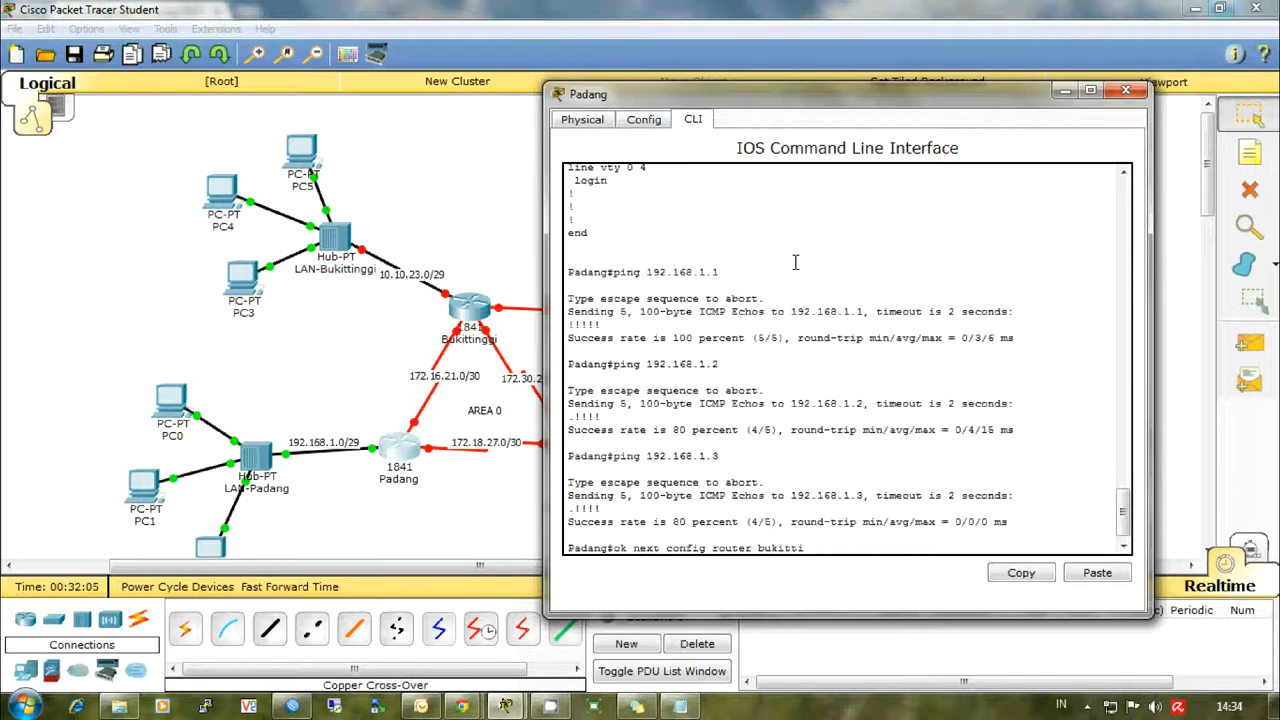 Cisco Packet Tracer Student
File Edit Options View Tools Extensions Help
Logical [Root] New Cluster Viewport
Padang
Physical Config CLI
IOS Command Line Interface
line vty 0 4
login
!
!
!
end
Padang#ping 192.168.1.1
Type escape sequence to abort.
Sending 5, 100-byte ICMP Echos to 192.168.1.1, timeout is 2 seconds:
!!!!!
Success rate is 100 percent (5/5), round-trip min/avg/max = 0/3/6 ms
Padang#ping 192.168.1.2
Type escape sequence to abort.
Sending 5, 100-byte ICMP Echos to 192.168.1.2, timeout is 2 seconds:
.!!!!
Success rate is 80 percent (4/5), round-trip min/avg/max = 0/4/15 ms
Padang#ping 192.168.1.3
Type escape sequence to abort.
Sending 5, 100-byte ICMP Echos to 192.168.1.3, timeout is 2 seconds:
.!!!!
Success rate is 80 percent (4/5), round-trip min/avg/max = 0/0/0 ms
Padang#ok next config router bukitti
Copy Paste
PC-PT
PC5
PC-PT
PC4
Hub-PT
LAN-Bukittinggi
PC-PT
PC3
10.10.23.0/29
1841
Bukittinggi
172.16.21.0/30
172.30.2
AREA 0
PC-PT
PC0
192.168.1.0/29
172.18.27.0/30
1841
Padang
Hub-PT
LAN-Padang
PC-PT
PC1
Time: 00:32:05 Power Cycle Devices Fast Forward Time
Realtime
Connections
Copper Cross-Over
New Delete
Toggle PDU List Window
Periodic Num
IN 14:34